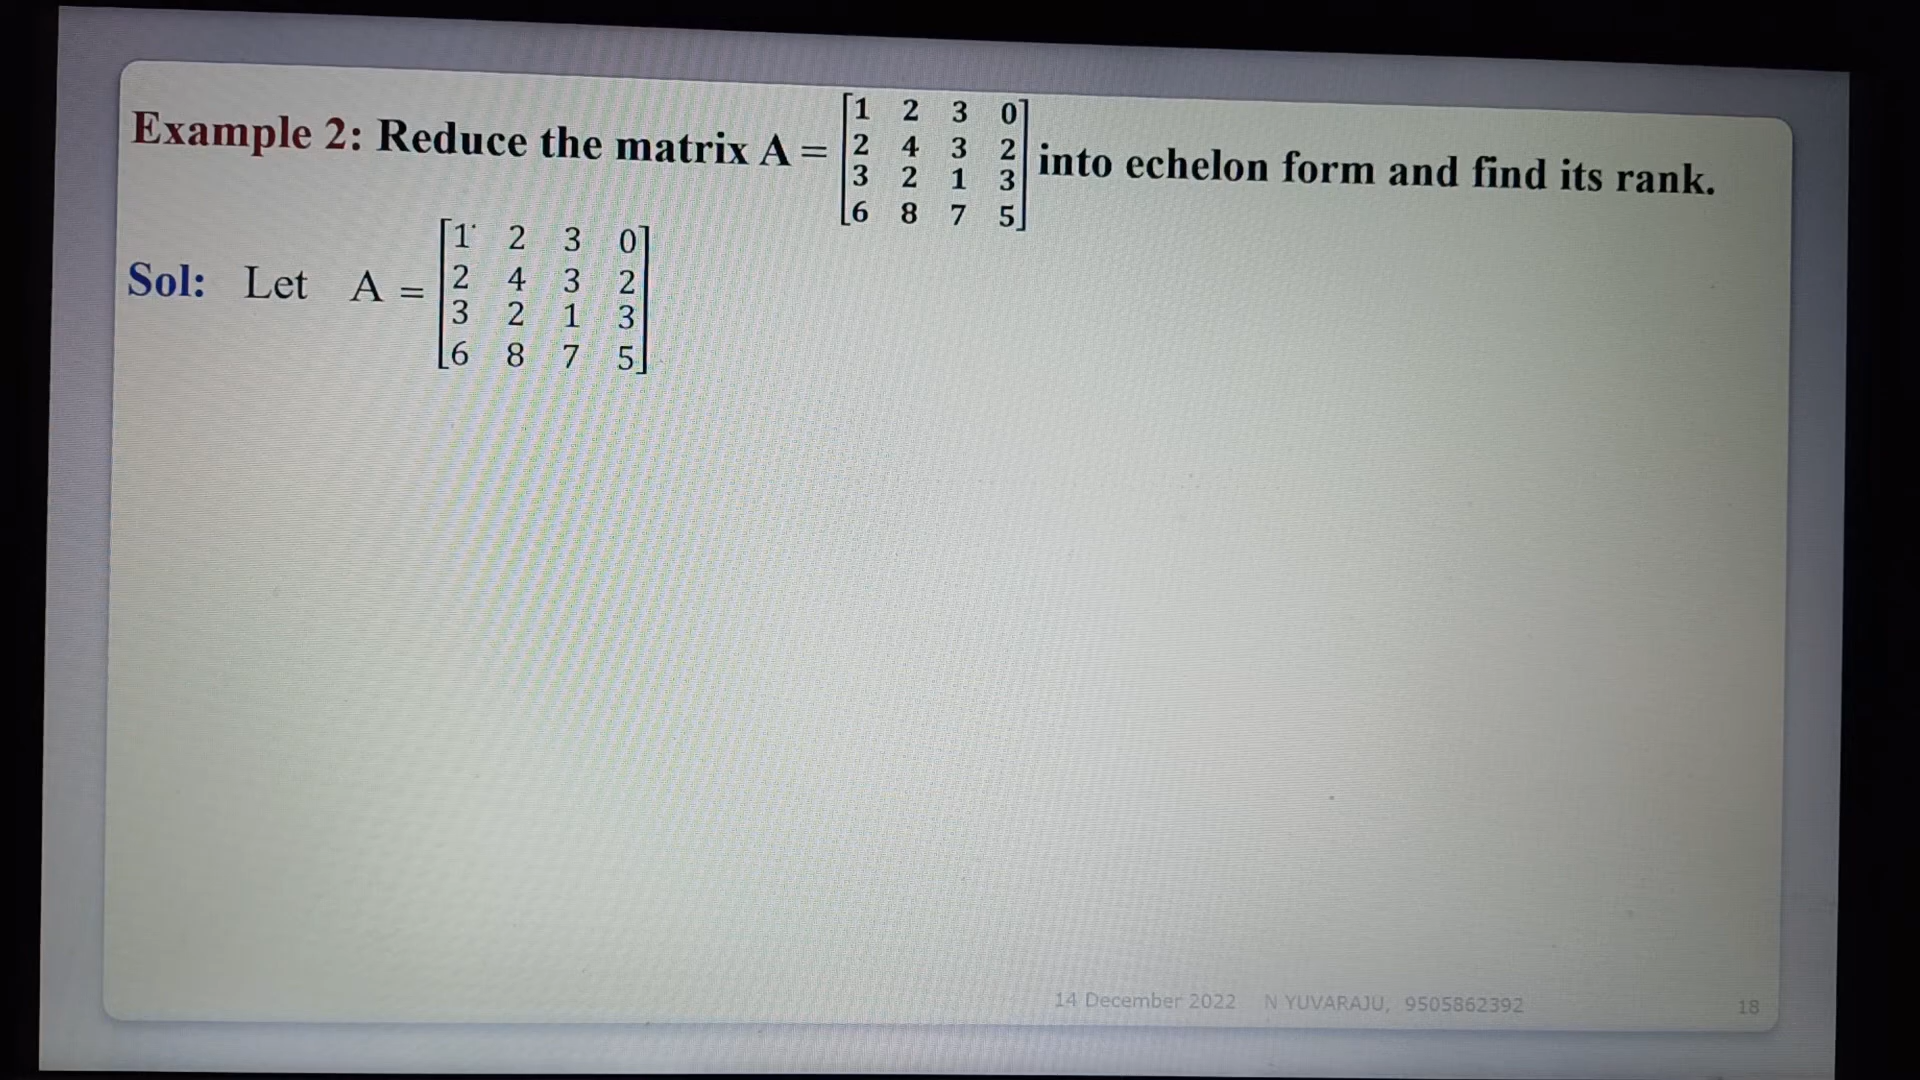 Example 2: Reduce the matrix A = [1 2 3 0
2 4 3 2
3 2 1 3
6 8 7 5] into echelon form and find its rank.
Sol: Let A = [1 2 3 0
2 4 3 2
3 2 1 3
6 8 7 5]
14 December 2022 N YUVARAJU, 9505862392 18